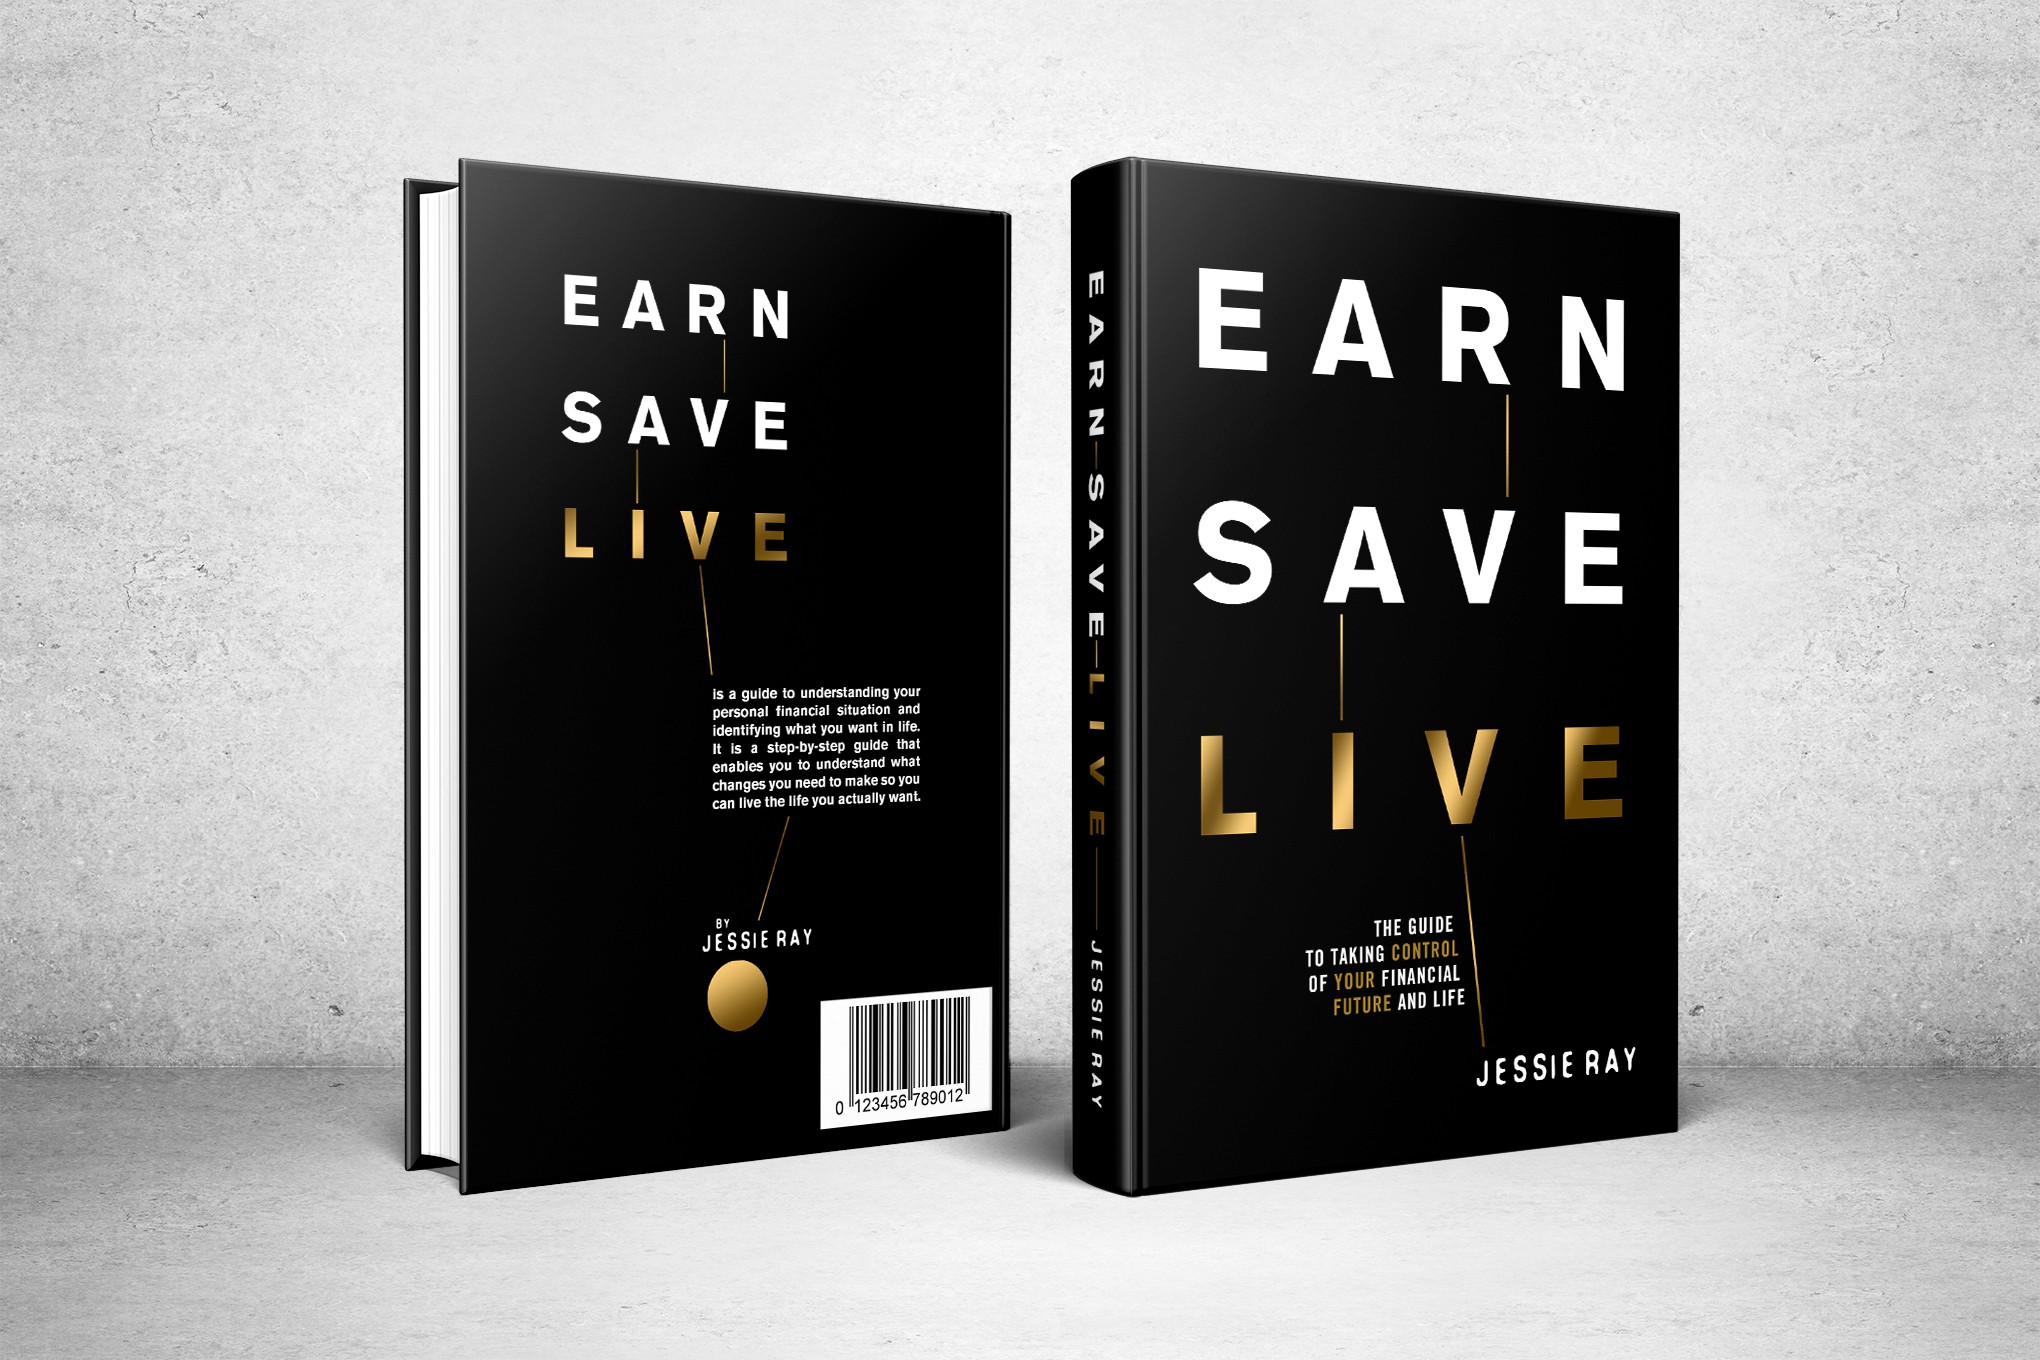 EARN
SAVE
LIVE
is a guide to understanding your
personal financial situation and
identifying what you want in life.
It is a step-by-step guide that
enables you to understand what
changes you need to make so you
can live the life you actually want.
BY
JESSIE RAY
0 123456 789012
EARN SAVE LIVE JESSIE RAY
EARN
SAVE
LIVE
THE GUIDE
TO TAKING CONTROL
OF YOUR FINANCIAL
FUTURE AND LIFE
JESSIE RAY